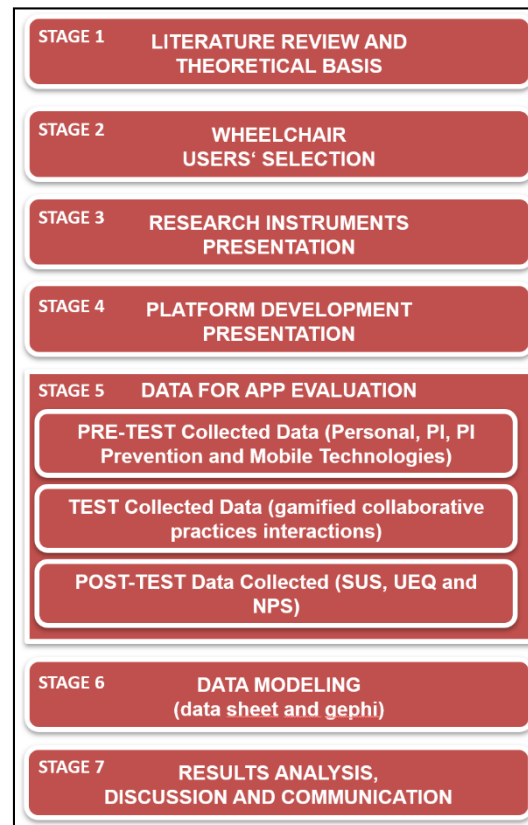 STAGE 1
LITERATURE REVIEW AND
THEORETICAL BASIS
STAGE 2
WHEELCHAIR
USERS‘ SELECTION
STAGE 3
RESEARCH INSTRUMENTS
PRESENTATION
STAGE 4
PLATFORM DEVELOPMENT
PRESENTATION
STAGE 5
DATA FOR APP EVALUATION
PRE-TEST Collected Data (Personal, PI, PI
Prevention and Mobile Technologies)
TEST Collected Data (gamified collaborative
practices interactions)
POST-TEST Data Collected (SUS, UEQ and
NPS)
STAGE 6
DATA MODELING
(data sheet and gephi)
STAGE 7
RESULTS ANALYSIS,
DISCUSSION AND COMMUNICATION